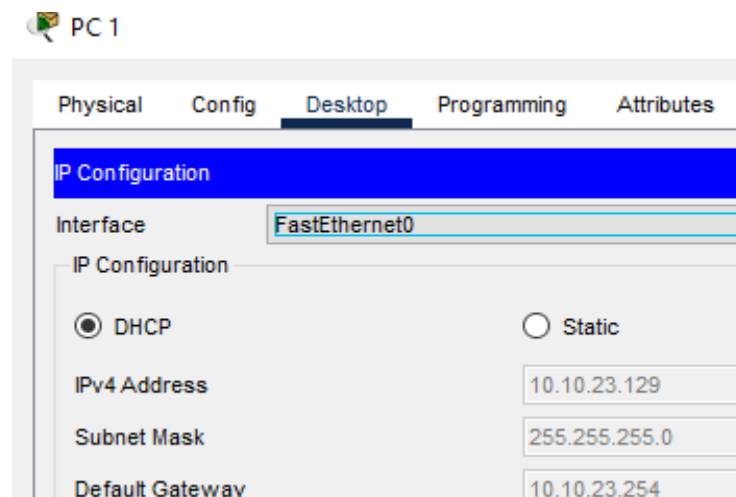 PC 1
Physical Config Desktop Programming Attributes
IP Configuration
Interface FastEthernet0
IP Configuration
DHCP Static
IPv4 Address 10.10.23.129
Subnet Mask 255.255.255.0
Default Gateway 10.10.23.254